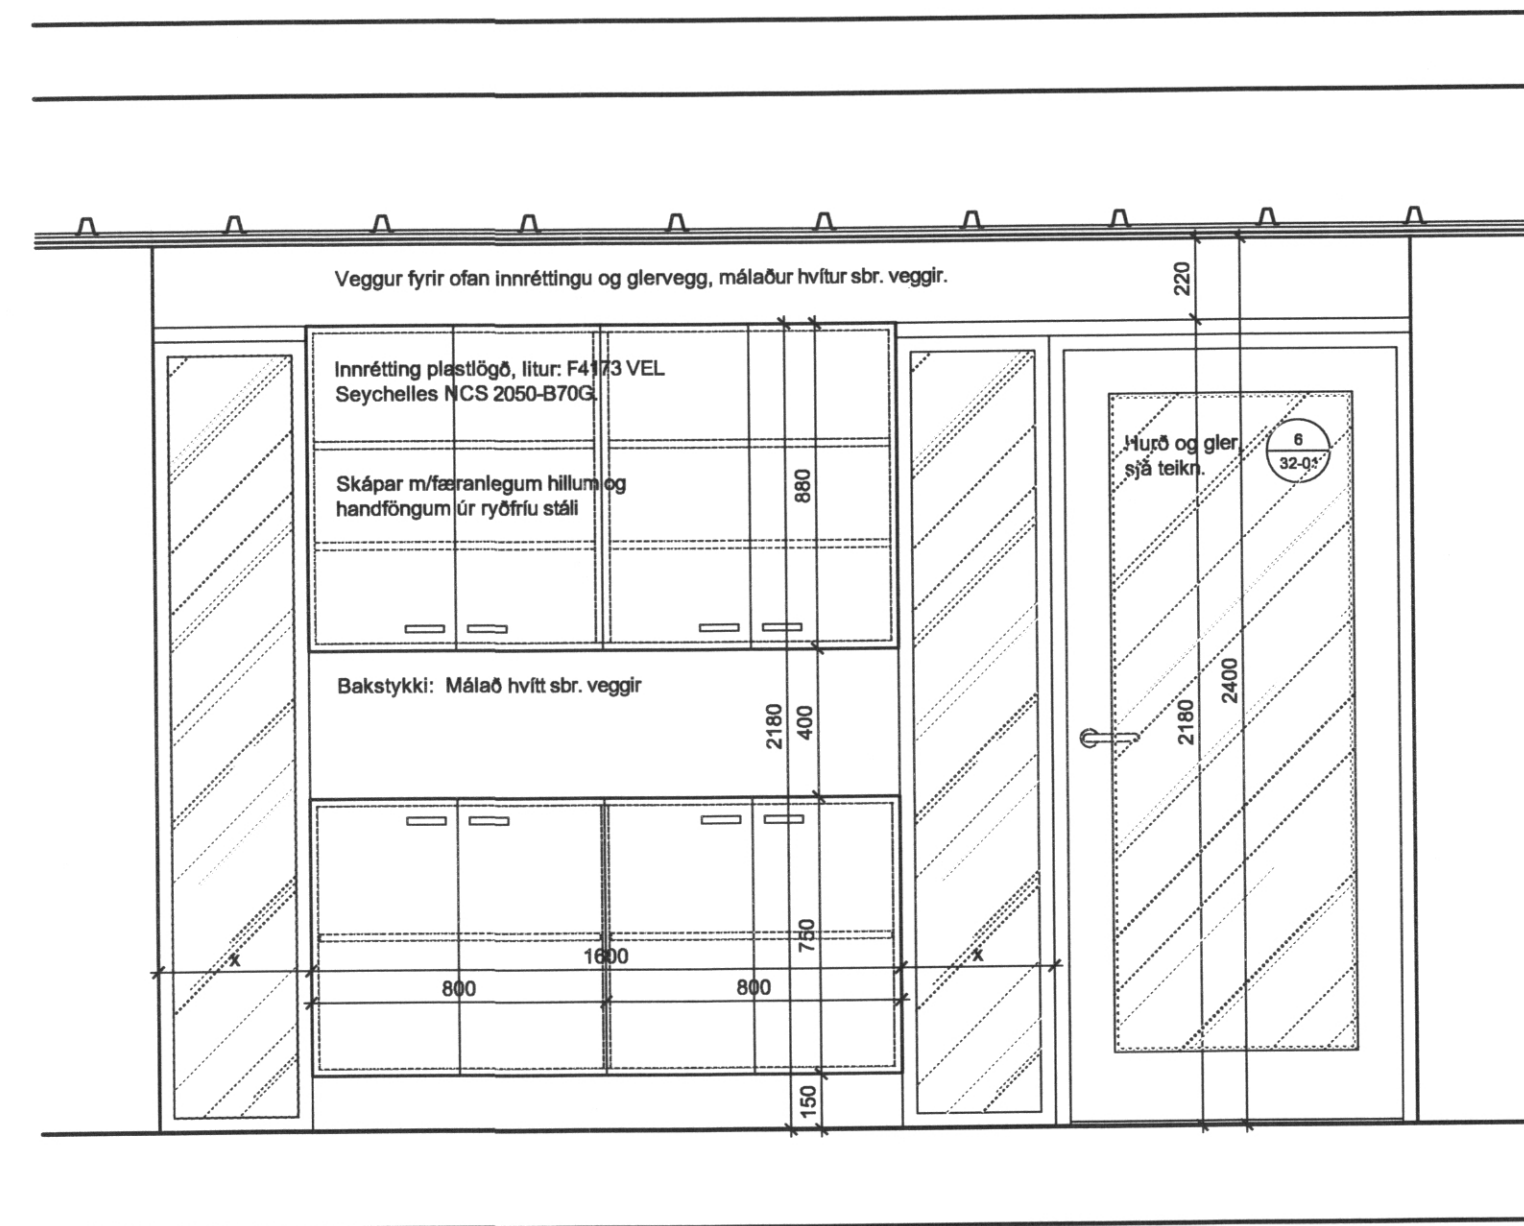 Veggur fyrir ofan innréttingu og glervegg, málaður hvítur sbr. veggir.
220
Innrétting plastlögð, litur: F4173 VEL
Seychelles NCS 2050-B70G.
Hurð og gler,
sjá teikn.
6
32-01
Skápar m/færanlegum hillum og
handföngum úr ryðfríu stáli
880
Bakstykki: Málað hvítt sbr. veggir
2180
400
2180
2400
750
x
1600
x
800
800
150